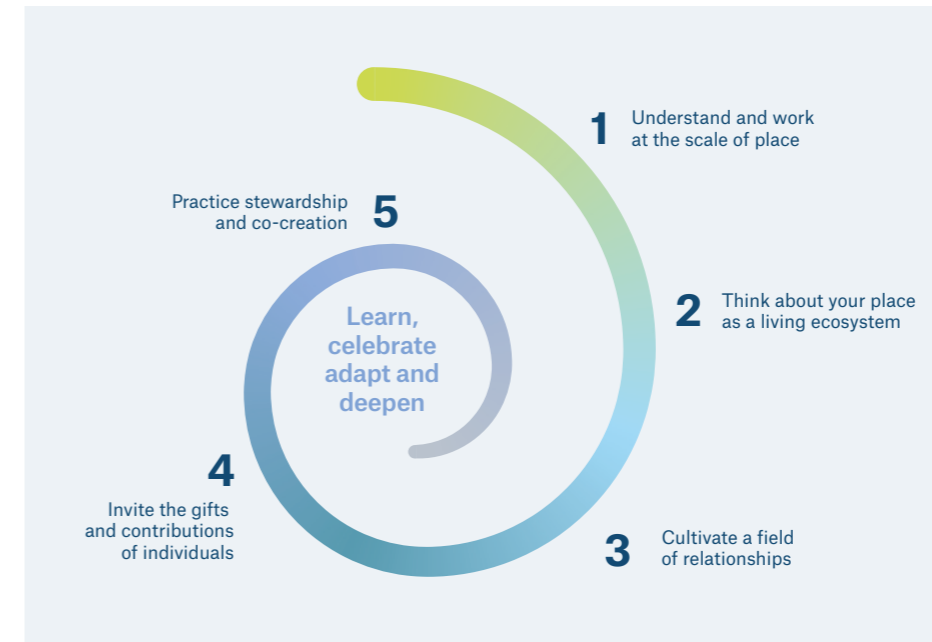 1
Understand and work
at the scale of place
2
Think about your place
as a living ecosystem
3
Cultivate a field
of relationships
4
Invite the gifts
and contributions
of individuals
5
Practice stewardship
and co-creation
Learn,
celebrate
adapt and
deepen